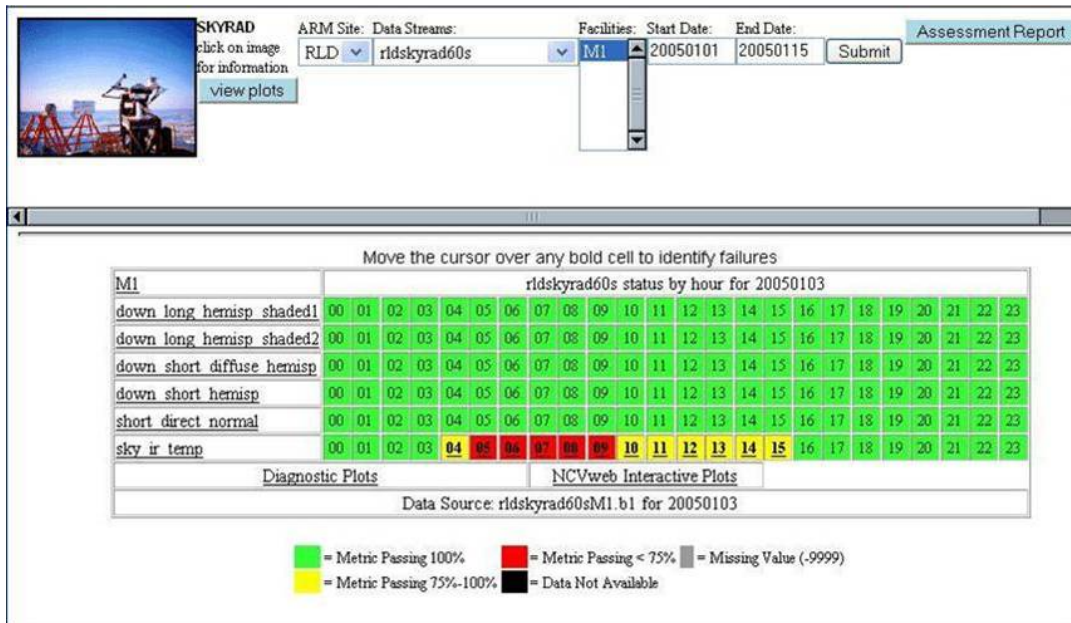 SKYRAD
click on image
for information
view plots
ARM Site: Data Streams: Facilities: Start Date: End Date:
RLD rldskyrad60s M1 20050101 20050115 Submit
Assessment Report
Move the cursor over any bold cell to identify failures
M1 rldskyrad60s status by hour for 20050103
down long hemisp shaded1 00 01 02 03 04 05 06 07 08 09 10 11 12 13 14 15 16 17 18 19 20 21 22 23
down long hemisp shaded2 00 01 02 03 04 05 06 07 08 09 10 11 12 13 14 15 16 17 18 19 20 21 22 23
down short diffuse hemisp 00 01 02 03 04 05 06 07 08 09 10 11 12 13 14 15 16 17 18 19 20 21 22 23
down short hemisp 00 01 02 03 04 05 06 07 08 09 10 11 12 13 14 15 16 17 18 19 20 21 22 23
short direct normal 00 01 02 03 04 05 06 07 08 09 10 11 12 13 14 15 16 17 18 19 20 21 22 23
sky ir temp 00 01 02 03 04 05 06 07 08 09 10 11 12 13 14 15 16 17 18 19 20 21 22 23
Diagnostic Plots NCVweb Interactive Plots
Data Source: rldskyrad60sM1.b1 for 20050103
= Metric Passing 100% = Metric Passing < 75% = Missing Value (-9999)
= Metric Passing 75%-100% = Data Not Available